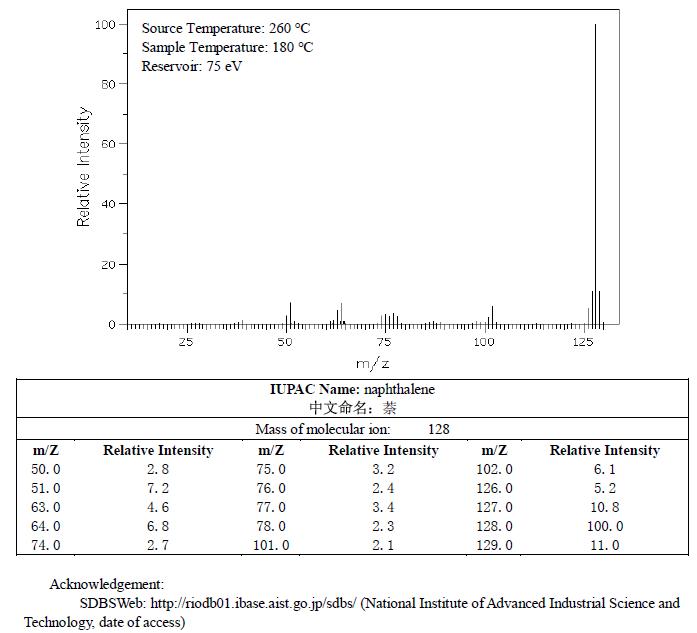 Source Temperature: 260 °C
Sample Temperature: 180 °C
Reservoir: 75 eV
Relative Intensity
100
80
60
40
20
0
25 50 75 100 125
m/z
IUPAC Name: naphthalene
中文命名：萘
Mass of molecular ion: 128
m/Z Relative Intensity m/Z Relative Intensity m/Z Relative Intensity
50.0 2.8 75.0 3.2 102.0 6.1
51.0 7.2 76.0 2.4 126.0 5.2
63.0 4.6 77.0 3.4 127.0 10.8
64.0 6.8 78.0 2.3 128.0 100.0
74.0 2.7 101.0 2.1 129.0 11.0
Acknowledgement:
SDBSWeb: http://riodb01.ibase.aist.go.jp/sdbs/ (National Institute of Advanced Industrial Science and
Technology, date of access)